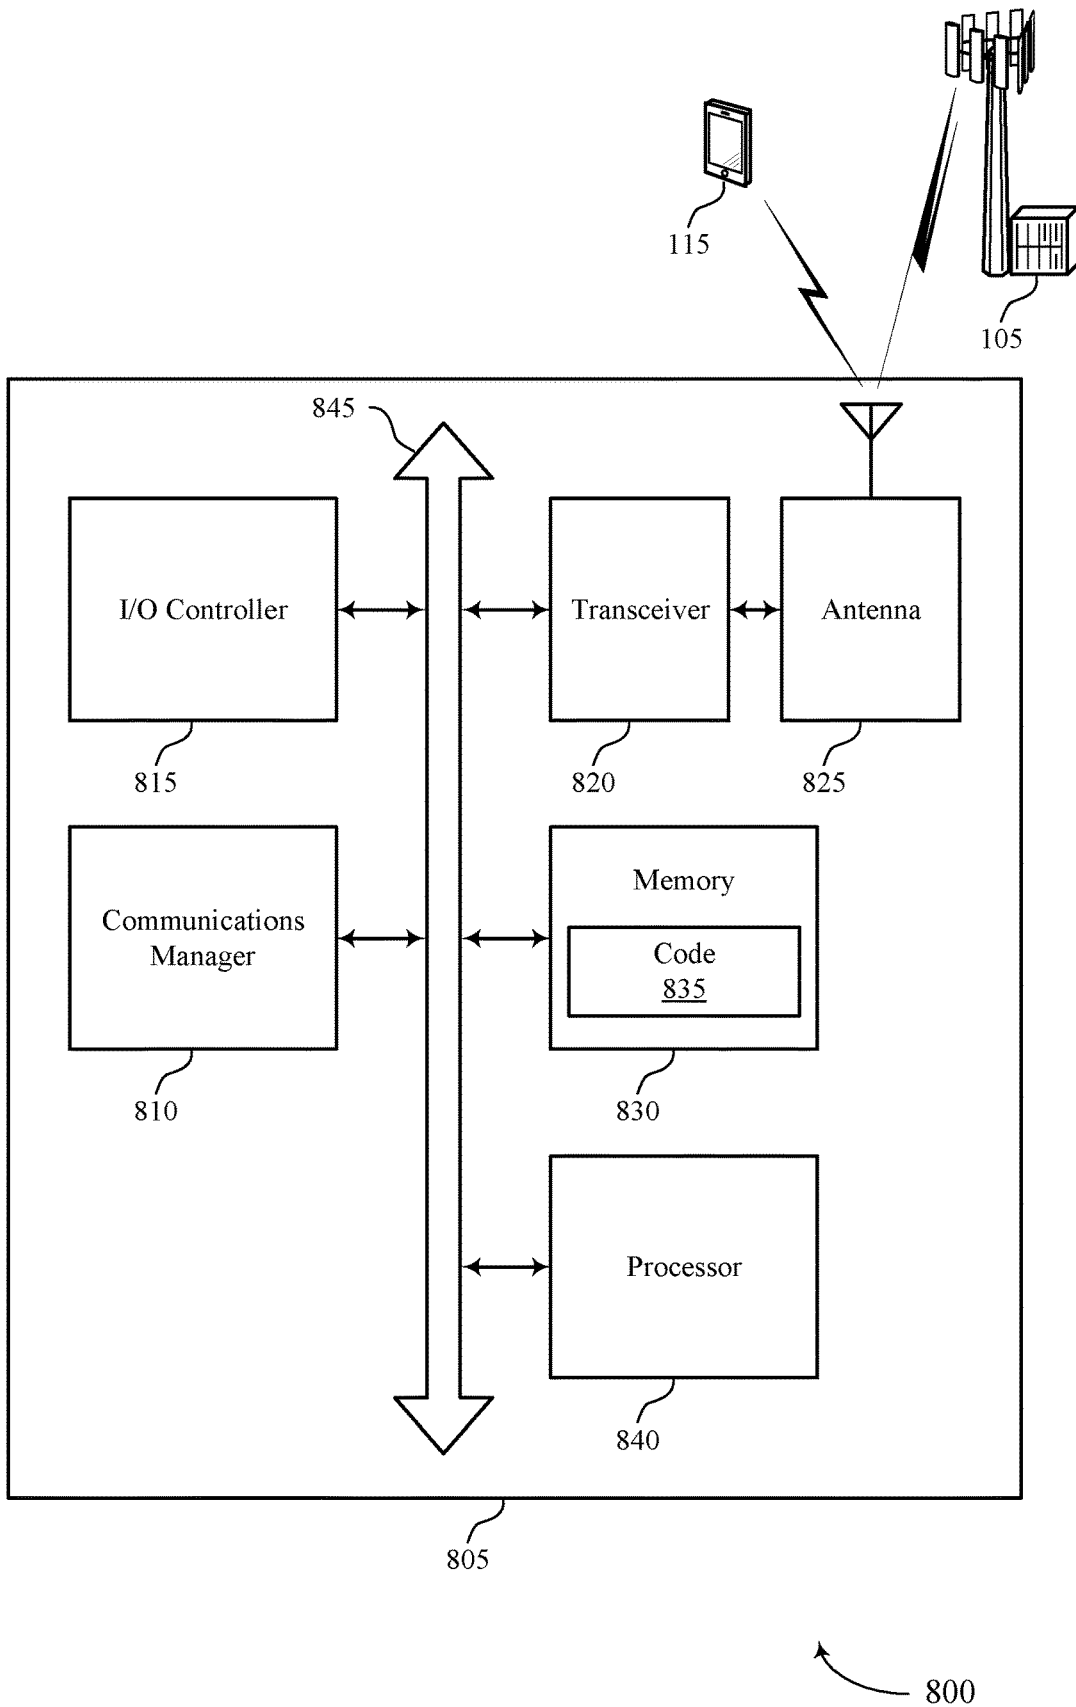 115
105
845
I/O Controller
Transceiver
Antenna
815
820
825
Communications
Manager
Memory
Code
835
810
830
Processor
840
805
800